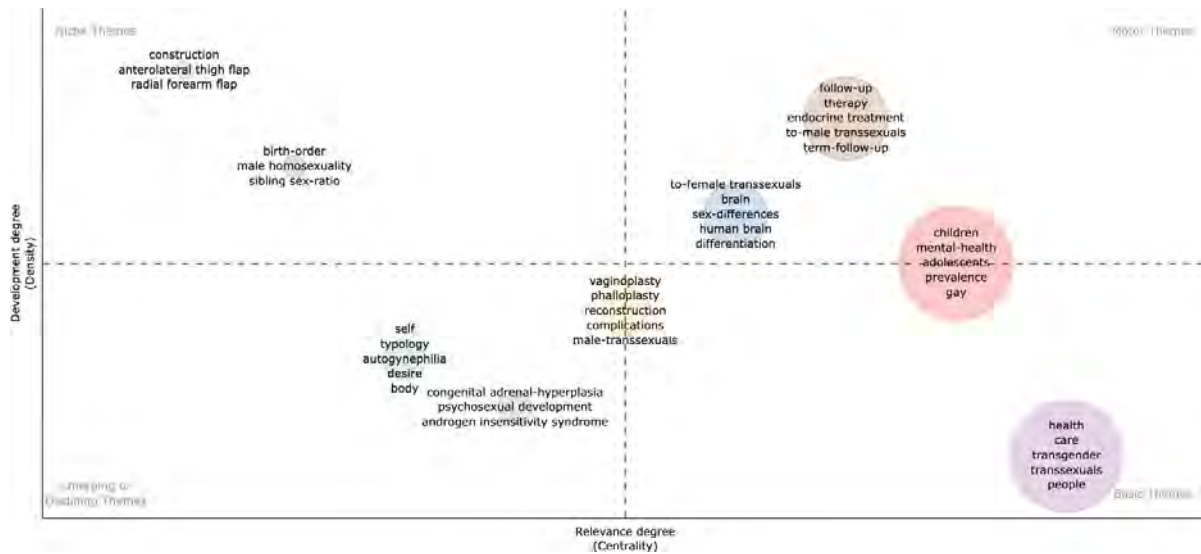 Niche Themes
Motor Themes
construction
anterolateral thigh flap
radial forearm flap
follow-up
therapy
endocrine treatment
to-male transsexuals
term-follow-up
birth-order
male homosexuality
sibling sex-ratio
to-female transsexuals
brain
sex-differences
human brain
differentiation
children
mental-health
adolescents
prevalence
gay
Development degree
(Density)
vaginoplasty
phalloplasty
reconstruction
complications
male-transsexuals
self
typology
autogynephilia
desire
body
congenital adrenal-hyperplasia
psychosexual development
androgen insensitivity syndrome
health
care
transgender
transsexuals
people
Emerging or
Declining Themes
Basic Themes
Relevance degree
(Centrality)